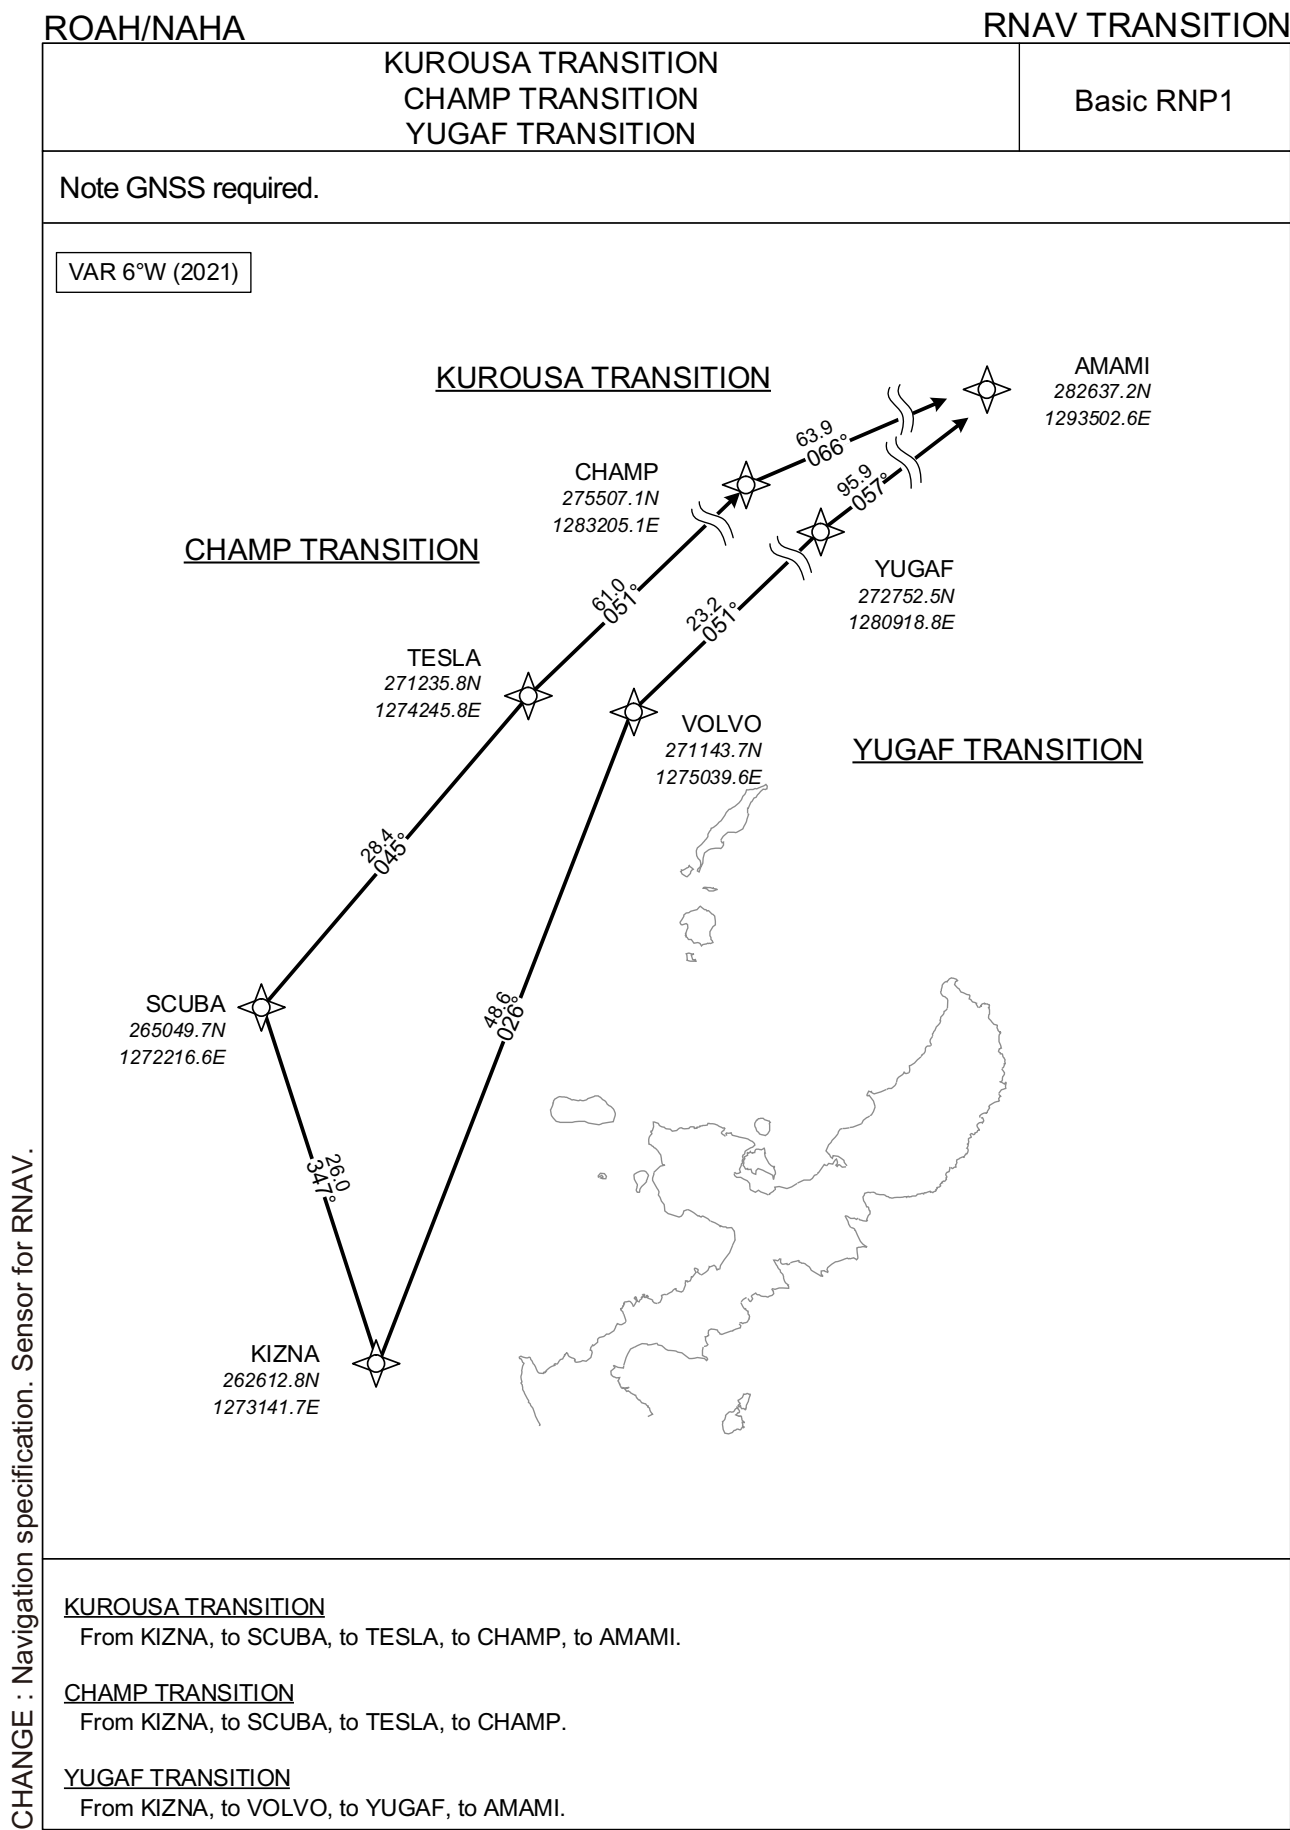 ROAH/NAHA
RNAV TRANSITION
KUROUSA TRANSITION
CHAMP TRANSITION
YUGAF TRANSITION
Basic RNP1
Note GNSS required.
VAR 6°W (2021)
KUROUSA TRANSITION
AMAMI
282637.2N
1293502.6E
63.9
066°
CHAMP
275507.1N
1283205.1E
95.9
057°
CHAMP TRANSITION
YUGAF
272752.5N
1280918.8E
61.0
051°
23.2
051°
TESLA
271235.8N
1274245.8E
VOLVO
271143.7N
1275039.6E
YUGAF TRANSITION
28.4
045°
SCUBA
265049.7N
1272216.6E
48.6
026°
26.0
347°
KIZNA
262612.8N
1273141.7E
KUROUSA TRANSITION
From KIZNA, to SCUBA, to TESLA, to CHAMP, to AMAMI.
CHAMP TRANSITION
From KIZNA, to SCUBA, to TESLA, to CHAMP.
YUGAF TRANSITION
From KIZNA, to VOLVO, to YUGAF, to AMAMI.
CHANGE : Navigation specification. Sensor for RNAV.